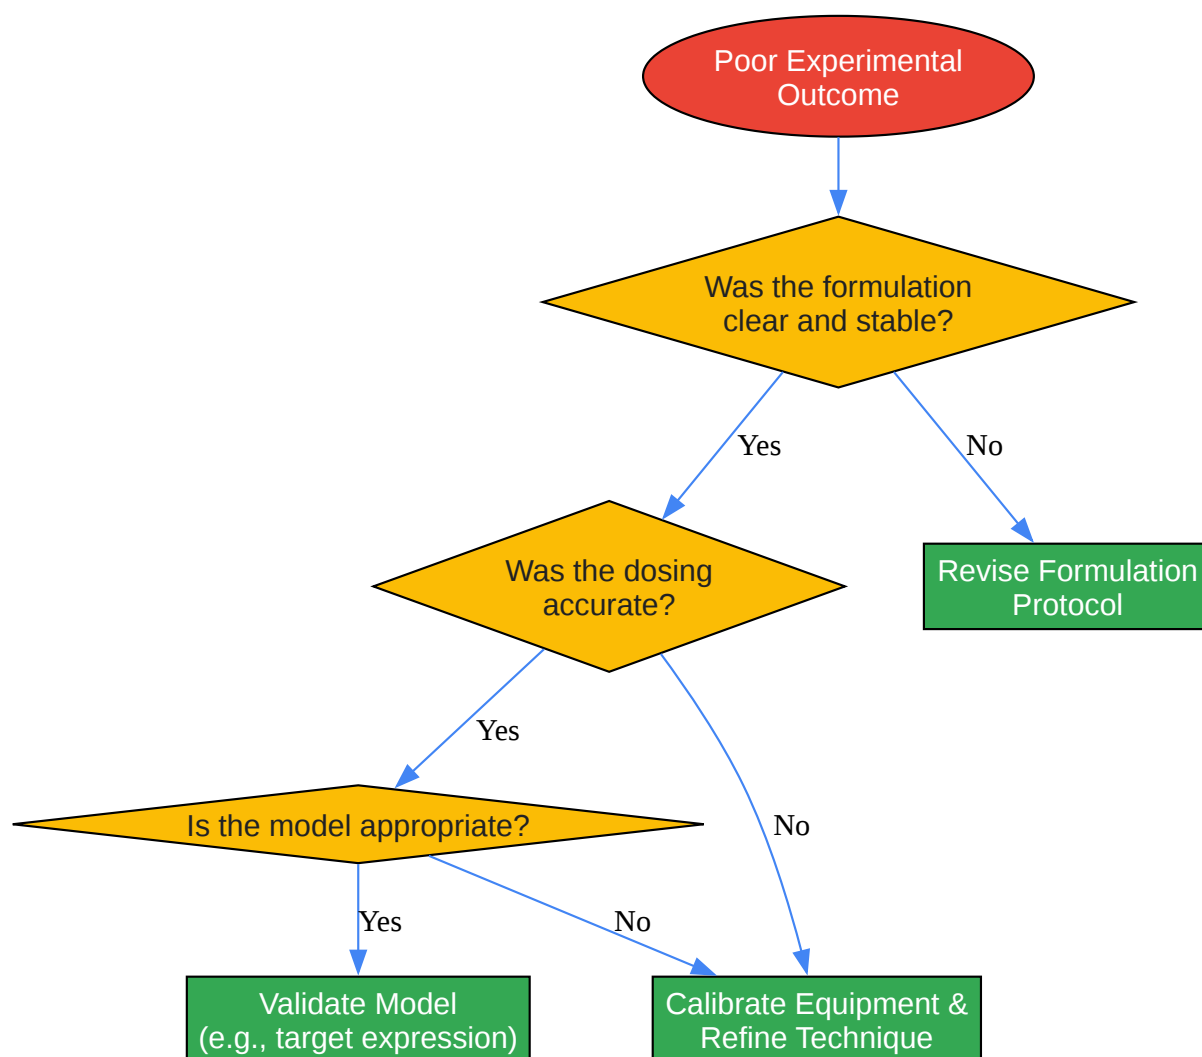 Poor Experimental
Outcome
Was the formulation
clear and stable?
Yes
No
Was the dosing
accurate?
Revise Formulation
Protocol
Yes
No
Is the model appropriate?
Yes
No
Validate Model
(e.g., target expression)
Calibrate Equipment &
Refine Technique